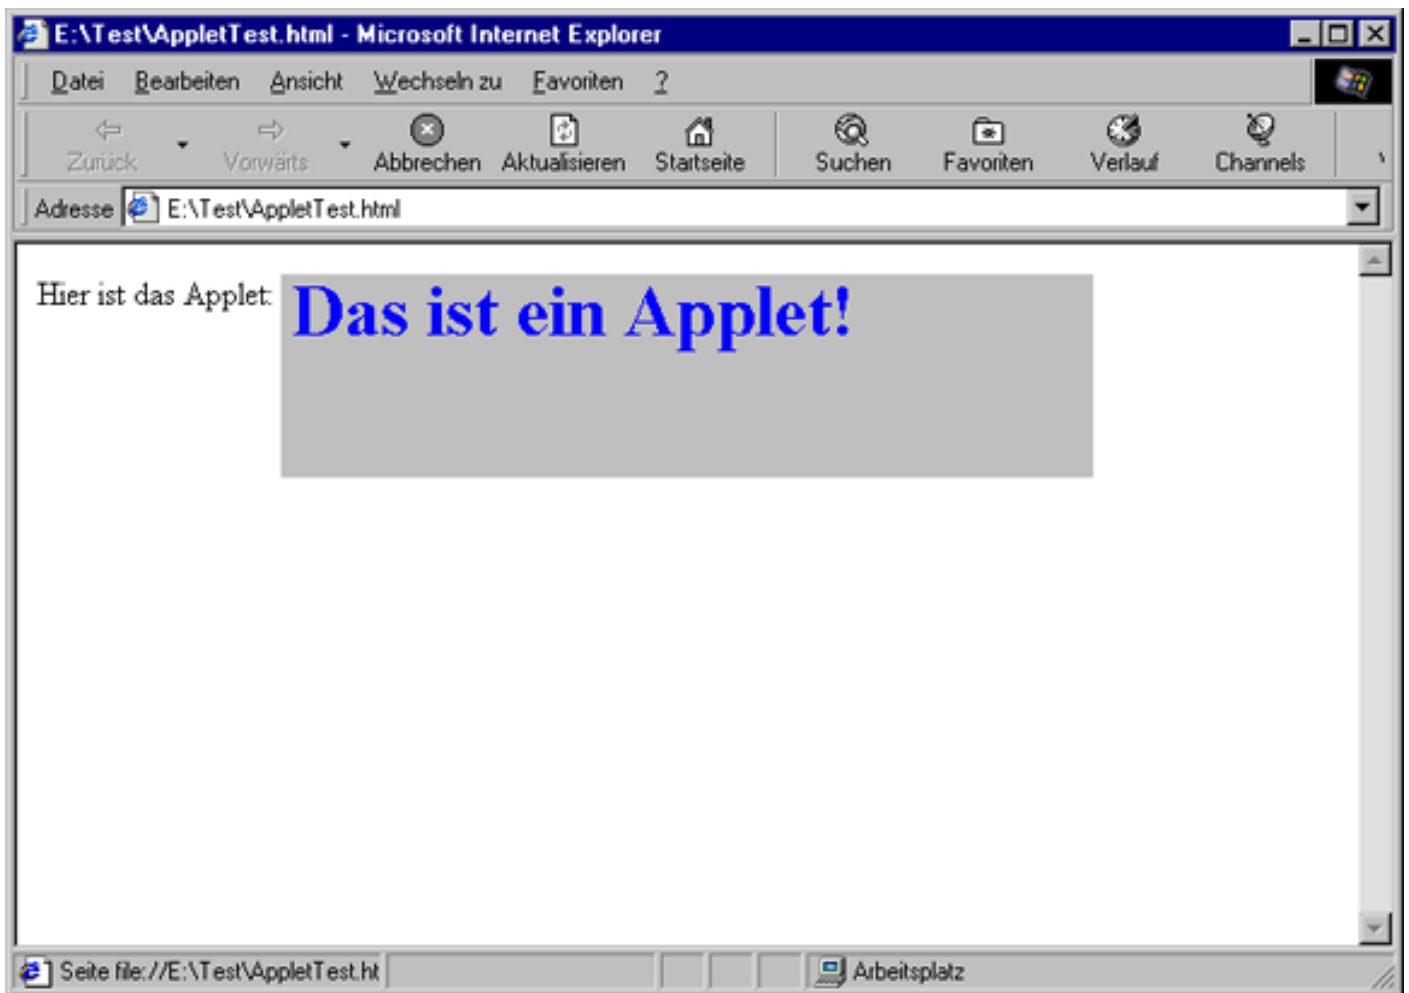 E:\Test\AppletTest.html - Microsoft Internet Explorer
Datei Bearbeiten Ansicht Wechseln zu Favoriten ?
Zurück Vorwärts Abbrechen Aktualisieren Startseite Suchen Favoriten Verlauf Channels
Adresse E:\Test\AppletTest.html
Hier ist das Applet: Das ist ein Applet!
Seite file://E:\Test\AppletTest.ht Arbeitsplatz